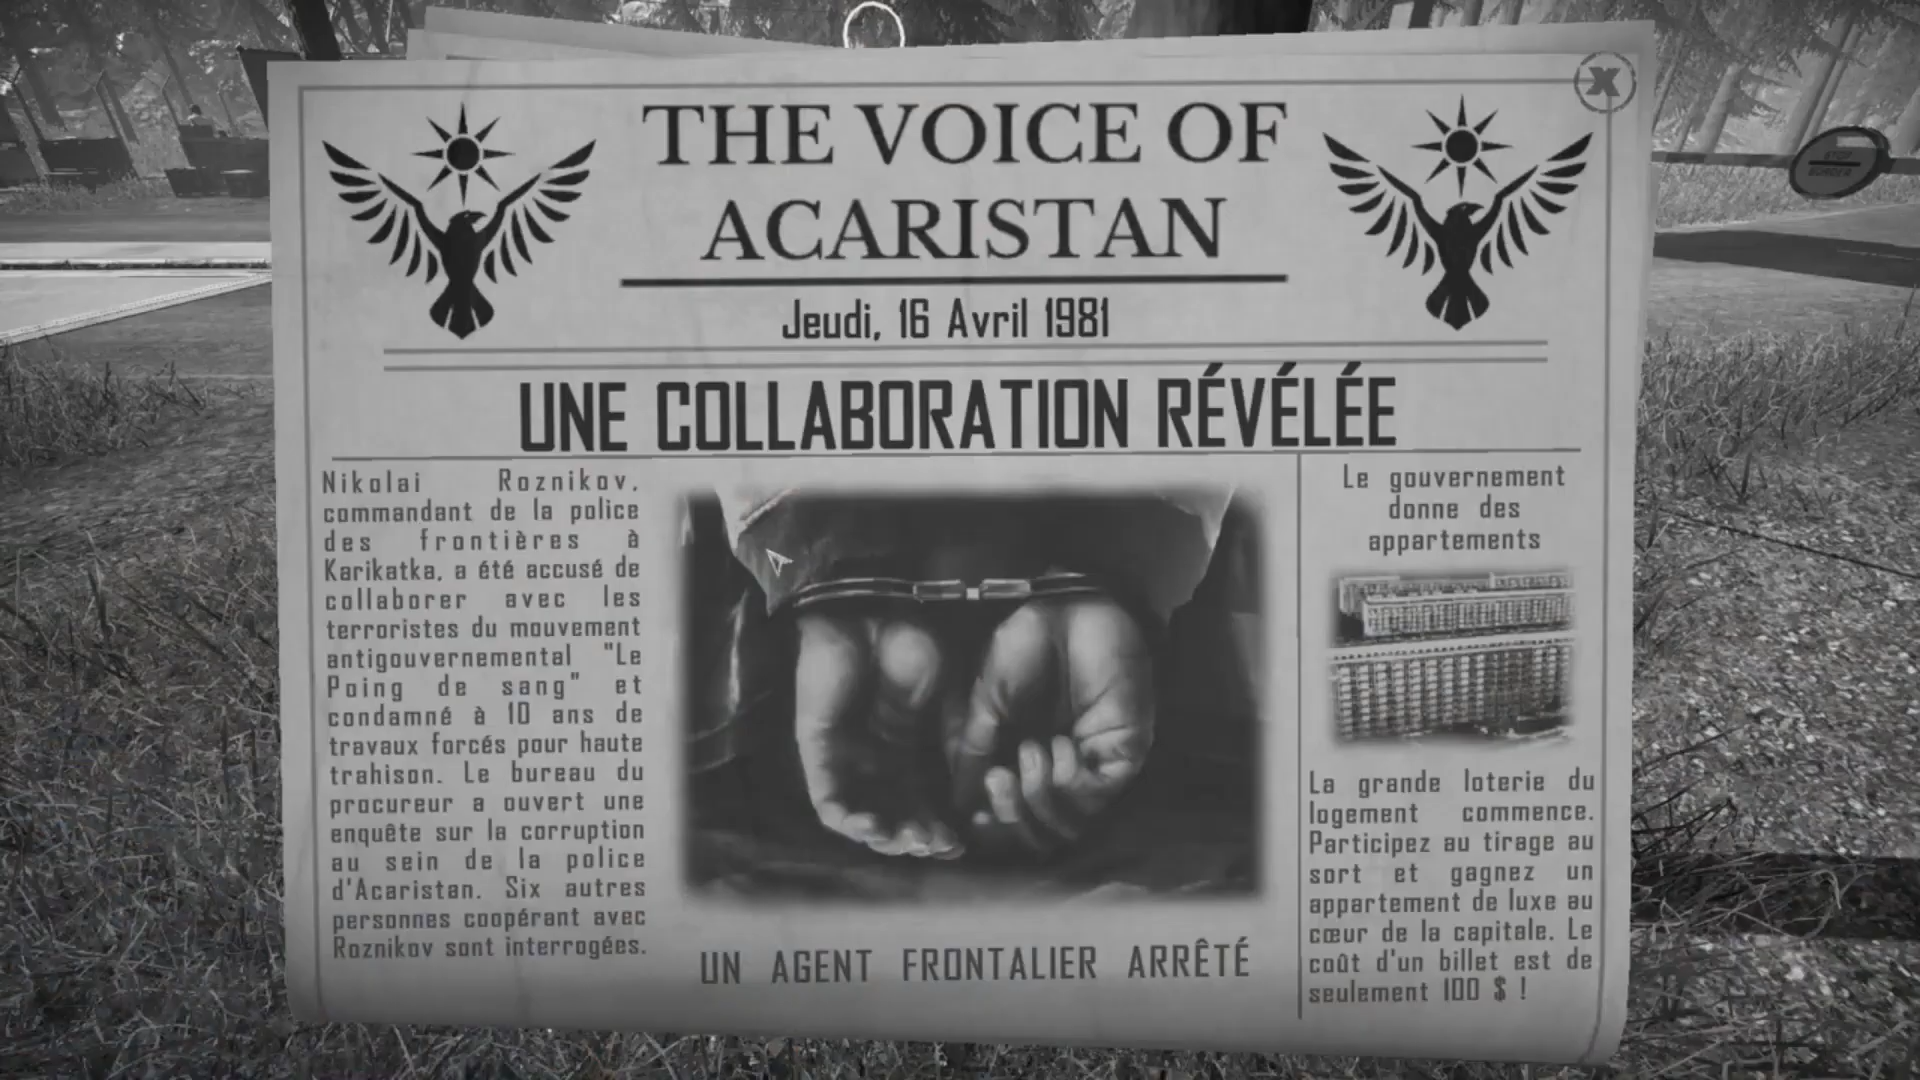 THE VOICE OF
ACARISTAN
Jeudi, 16 Avril 1981
UNE COLLABORATION RÉVÉLÉE
Nikolai Roznikov,
commandant de la police
des frontières à
Karikatka, a été accusé de
collaborer avec les
terroristes du mouvement
antigouvernemental "Le
Poing de sang" et
condamné à 10 ans de
travaux forcés pour haute
trahison. Le bureau du
procureur a ouvert une
enquête sur la corruption
au sein de la police
d'Acaristan. Six autres
personnes coopérant avec
Roznikov sont interrogées.
UN AGENT FRONTALIER ARRÊTÉ
Le gouvernement
donne des
appartements
La grande loterie du
logement commence.
Participez au tirage au
sort et gagnez un
appartement de luxe au
cœur de la capitale. Le
coût d'un billet est de
seulement 100 $ !
X
STOP
BORDER